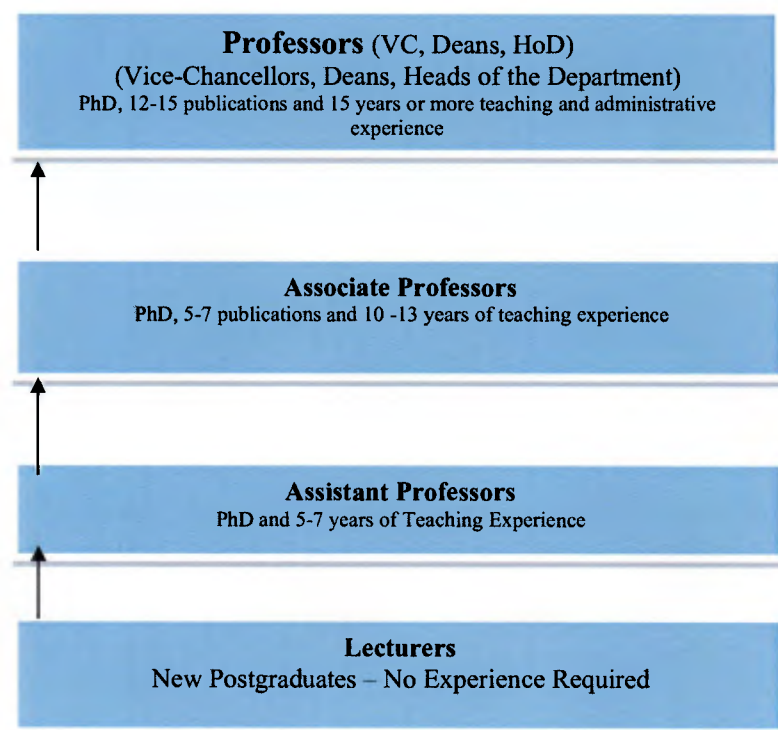 Professors (VC, Deans, HoD)
(Vice-Chancellors, Deans, Heads of the Department)
PhD, 12-15 publications and 15 years or more teaching and administrative
experience
Associate Professors
PhD, 5-7 publications and 10 -13 years of teaching experience
Assistant Professors
PhD and 5-7 years of Teaching Experience
Lecturers
New Postgraduates – No Experience Required